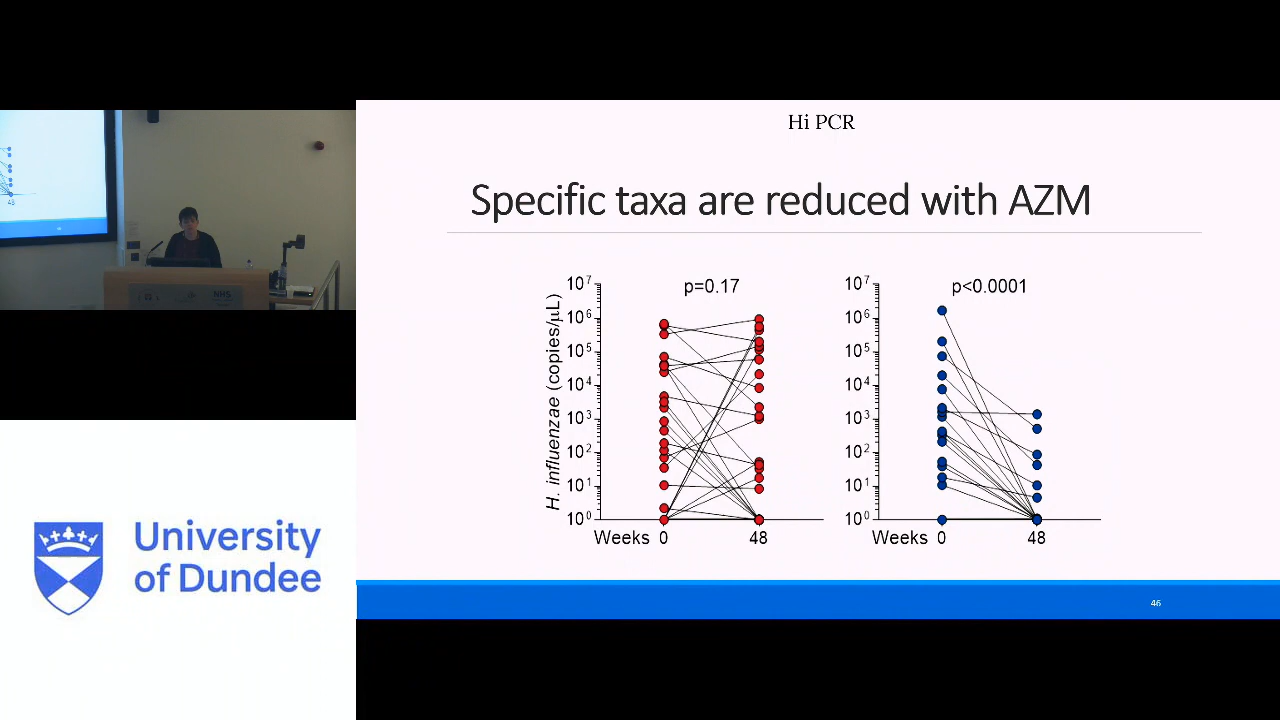 Hi PCR
Specific taxa are reduced with AZM
p=0.17
p<0.0001
H. influenzae (copies/μL)
10⁷
10⁶
10⁵
10⁴
10³
10²
10¹
10⁰
10⁷
10⁶
10⁵
10⁴
10³
10²
10¹
10⁰
Weeks 0 48
Weeks 0 48
46
University
of Dundee
NHS
48